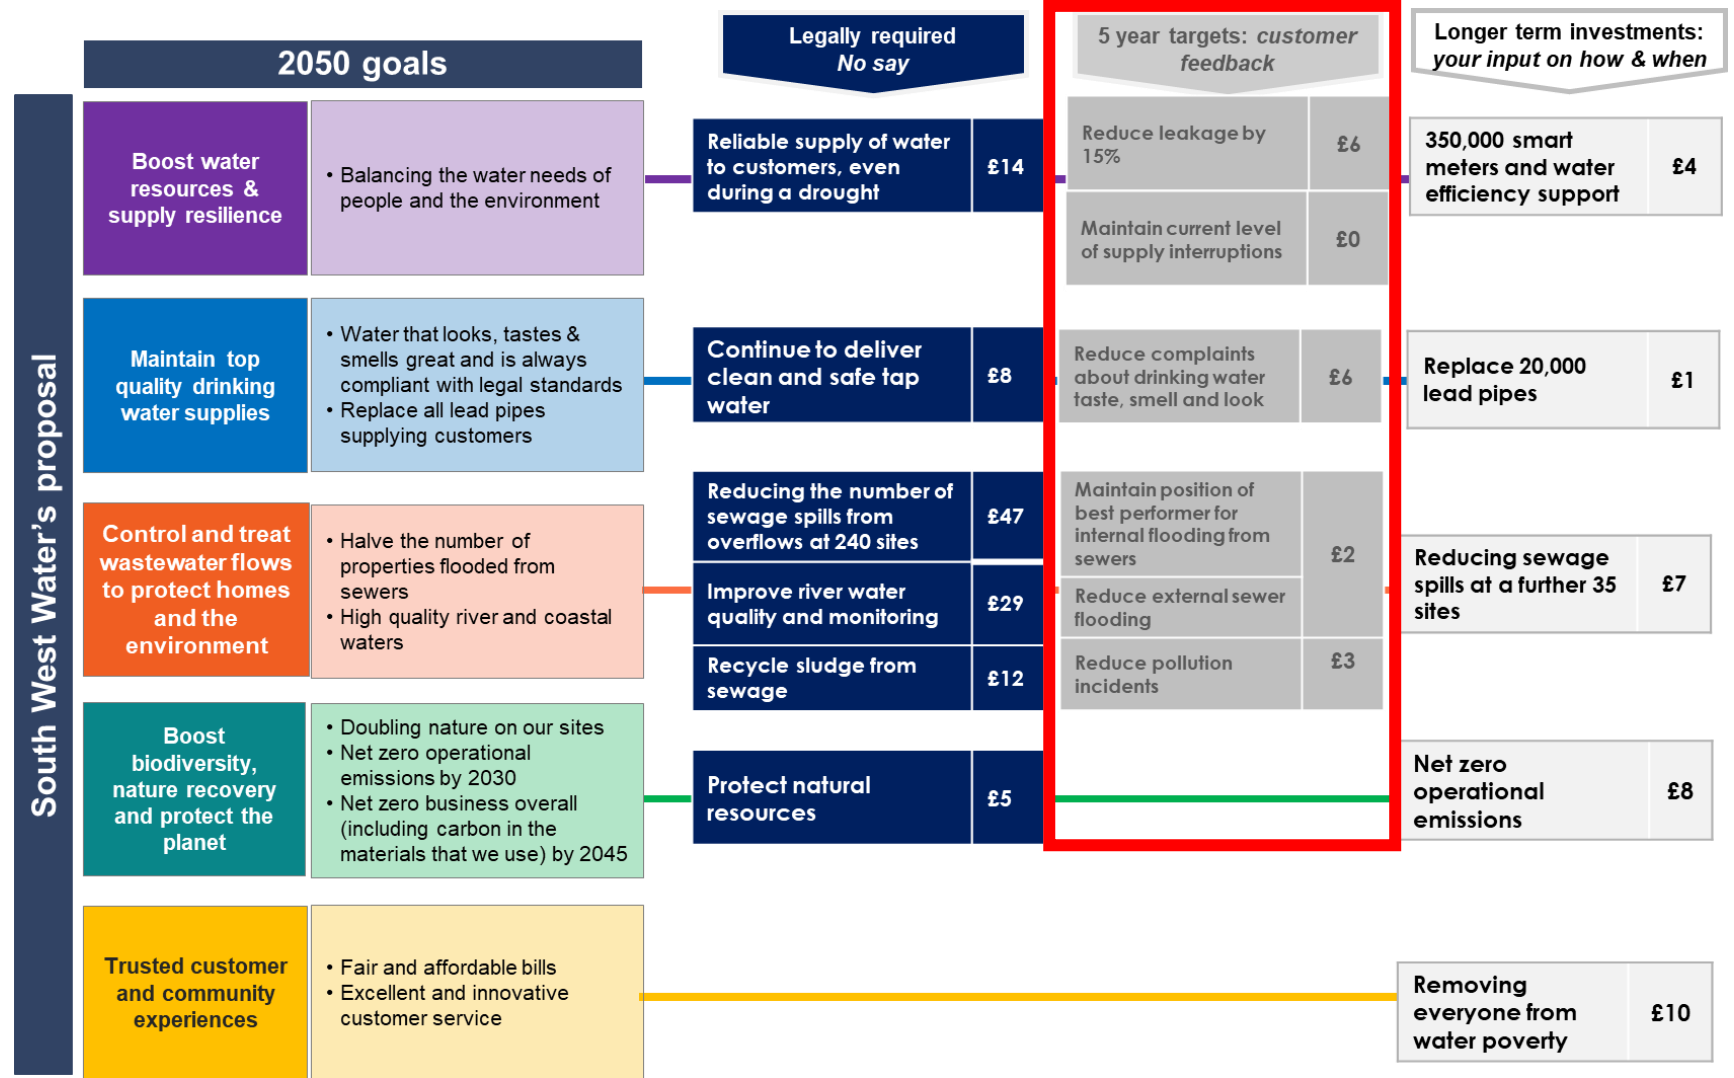 2050 goals
Legally required
No say
5 year targets: customer
feedback
Longer term investments:
your input on how & when
South West Water’s proposal
Boost water
resources &
supply resilience
• Balancing the water needs of
people and the environment
Reliable supply of water
to customers, even
during a drought
£14
Reduce leakage by
15%
£6
Maintain current level
of supply interruptions
£0
350,000 smart
meters and water
efficiency support
£4
Maintain top
quality drinking
water supplies
• Water that looks, tastes &
smells great and is always
compliant with legal standards
• Replace all lead pipes
supplying customers
Continue to deliver
clean and safe tap
water
£8
Reduce complaints
about drinking water
taste, smell and look
£6
Replace 20,000
lead pipes
£1
Control and treat
wastewater flows
to protect homes
and the
environment
• Halve the number of
properties flooded from
sewers
• High quality river and coastal
waters
Reducing the number of
sewage spills from
overflows at 240 sites
£47
Improve river water
quality and monitoring
£29
Recycle sludge from
sewage
£12
Maintain position of
best performer for
internal flooding from
sewers
£2
Reduce external sewer
flooding
Reduce pollution
incidents
£3
Reducing sewage
spills at a further 35
sites
£7
Boost
biodiversity,
nature recovery
and protect the
planet
• Doubling nature on our sites
• Net zero operational
emissions by 2030
• Net zero business overall
(including carbon in the
materials that we use) by 2045
Protect natural
resources
£5
Net zero
operational
emissions
£8
Trusted customer
and community
experiences
• Fair and affordable bills
• Excellent and innovative
customer service
Removing
everyone from
water poverty
£10